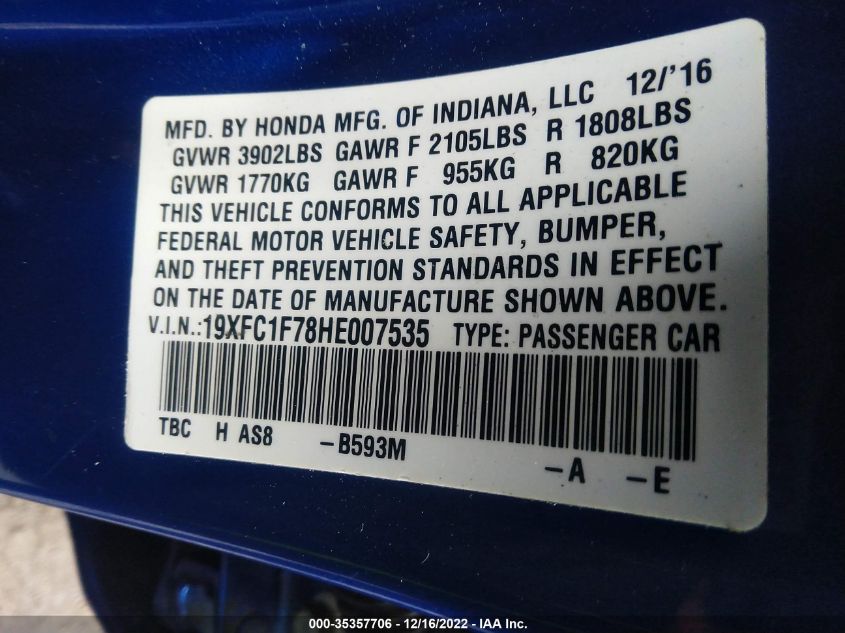 MFD. BY HONDA MFG. OF INDIANA, LLC 12/'16
GVWR 3902LBS GAWR F 2105LBS R 1808LBS
GVWR 1770KG GAWR F 955KG R 820KG
THIS VEHICLE CONFORMS TO ALL APPLICABLE
FEDERAL MOTOR VEHICLE SAFETY, BUMPER,
AND THEFT PREVENTION STANDARDS IN EFFECT
ON THE DATE OF MANUFACTURE SHOWN ABOVE.
V.I.N.:19XFC1F78HE007535 TYPE: PASSENGER CAR
TBC H AS8 -B593M -A -E
000-35357706 - 12/16/2022 - IAA Inc.